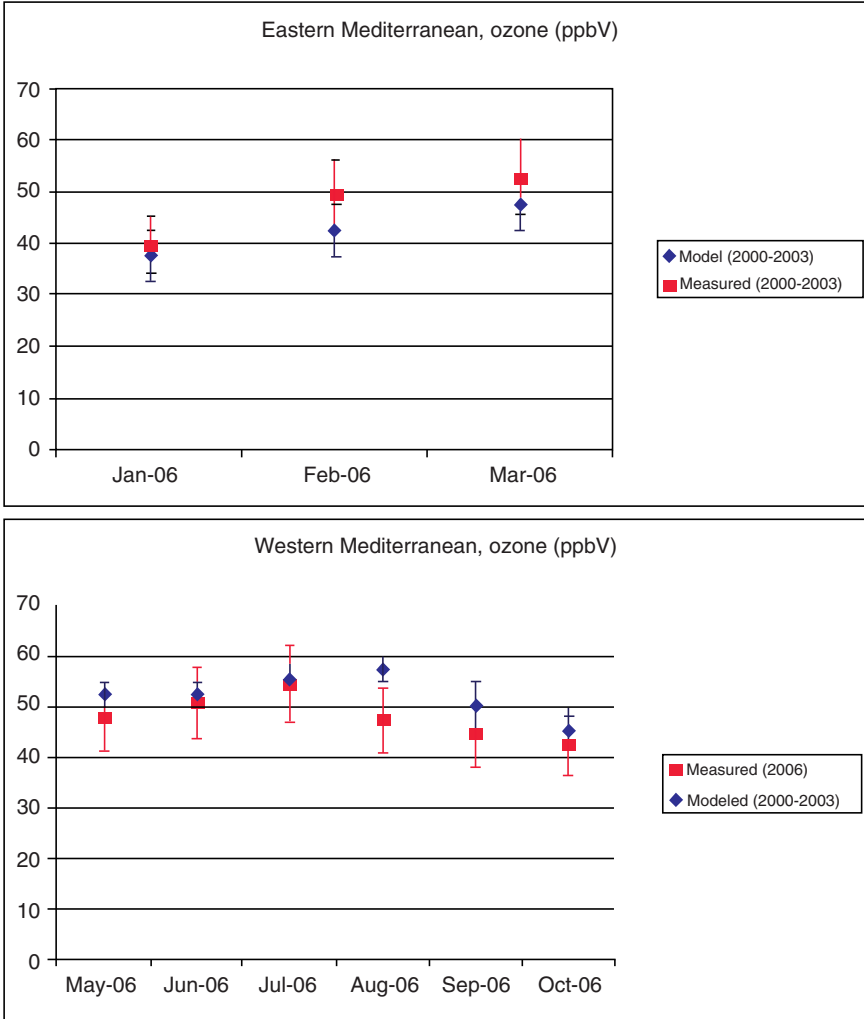 Eastern Mediterranean, ozone (ppbV)
70
60
50
40
30
20
10
0
Jan-06 Feb-06 Mar-06
Model (2000-2003)
Measured (2000-2003)
Western Mediterranean, ozone (ppbV)
70
60
50
40
30
20
10
0
May-06 Jun-06 Jul-06 Aug-06 Sep-06 Oct-06
Measured (2006)
Modeled (2000-2003)